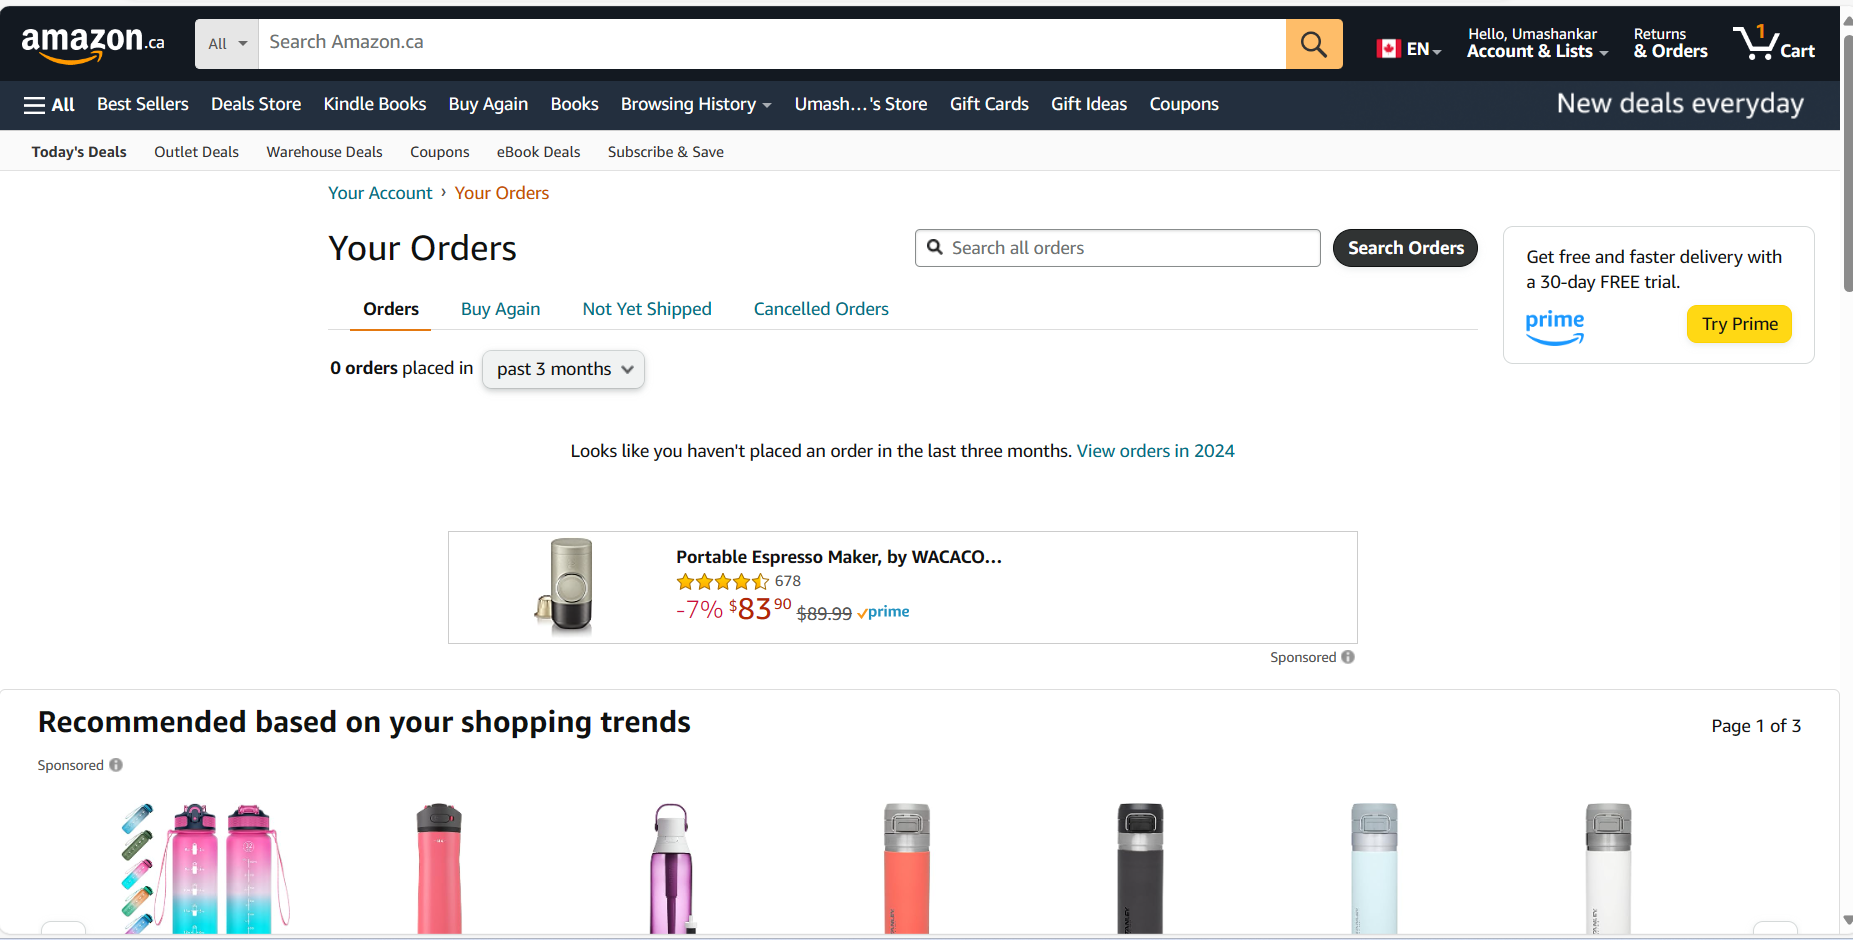 amazon.ca
All
Search Amazon.ca
EN
Hello, Umashankar
Account & Lists
Returns
& Orders
1
Cart
All
Best Sellers
Deals Store
Kindle Books
Buy Again
Books
Browsing History
Umash...'s Store
Gift Cards
Gift Ideas
Coupons
New deals everyday
Today's Deals
Outlet Deals
Warehouse Deals
Coupons
eBook Deals
Subscribe & Save
Your Account › Your Orders
Your Orders
Search all orders
Search Orders
Get free and faster delivery with
a 30-day FREE trial.
prime
Try Prime
Orders
Buy Again
Not Yet Shipped
Cancelled Orders
0 orders placed in
past 3 months
Looks like you haven't placed an order in the last three months. View orders in 2024
Portable Espresso Maker, by WACACO...
678
-7% $83 90 $89.99 prime
Sponsored
Recommended based on your shopping trends
Page 1 of 3
Sponsored
STANLEY
STANLEY
STANLEY
STANLEY